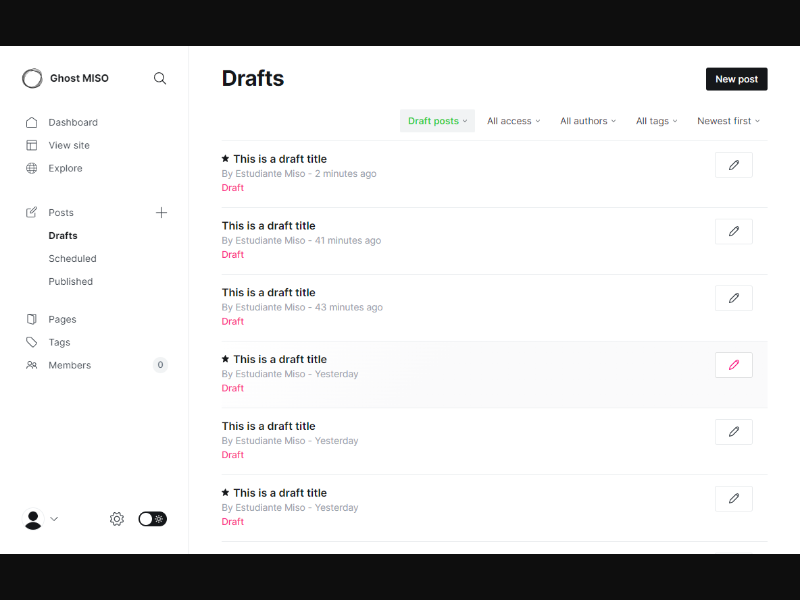 Ghost MISO
Dashboard
View site
Explore
Posts
Drafts
Scheduled
Published
Pages
Tags
Members
0
Drafts
New post
Draft posts
All access
All authors
All tags
Newest first
This is a draft title
By Estudiante Miso - 2 minutes ago
Draft
This is a draft title
By Estudiante Miso - 41 minutes ago
Draft
This is a draft title
By Estudiante Miso - 43 minutes ago
Draft
This is a draft title
By Estudiante Miso - Yesterday
Draft
This is a draft title
By Estudiante Miso - Yesterday
Draft
This is a draft title
By Estudiante Miso - Yesterday
Draft